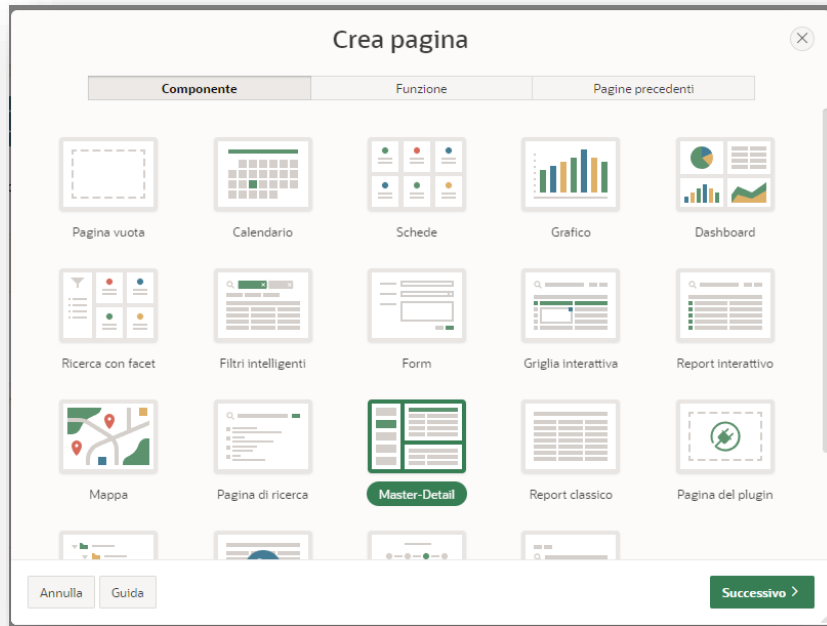 Crea pagina
Componente
Funzione
Pagine precedenti
Pagina vuota
Calendario
Schede
Grafico
Dashboard
Ricerca con facet
Filtri intelligenti
Form
Griglia interattiva
Report interattivo
Mappa
Pagina di ricerca
Master-Detail
Report classico
Pagina del plugin
Annulla
Guida
Successivo